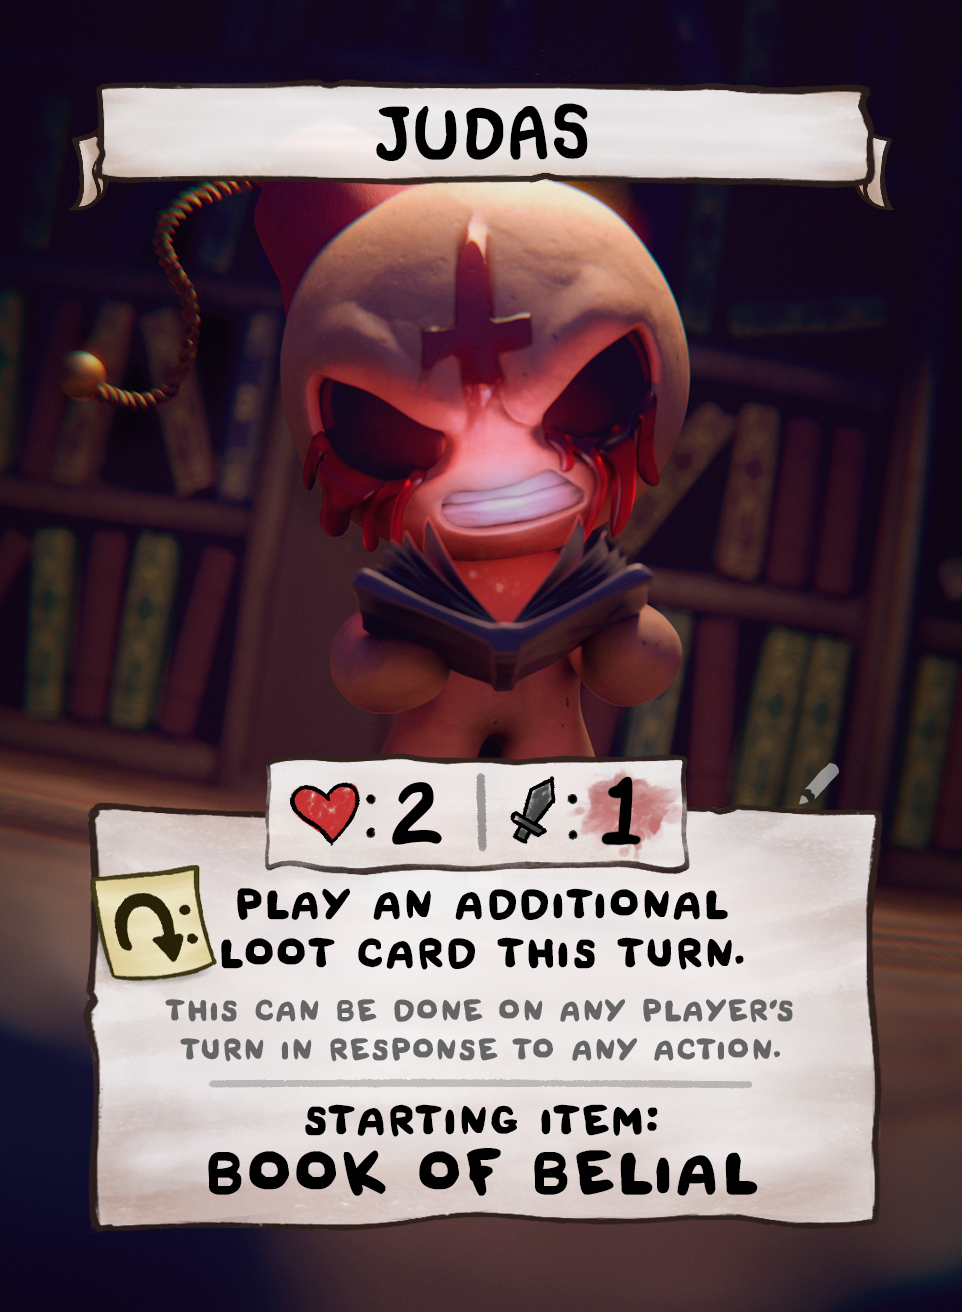 JUDAS
: 2 | : 1
PLAY AN ADDITIONAL
LOOT CARD THIS TURN.
THIS CAN BE DONE ON ANY PLAYER'S
TURN IN RESPONSE TO ANY ACTION.
STARTING ITEM:
BOOK OF BELIAL